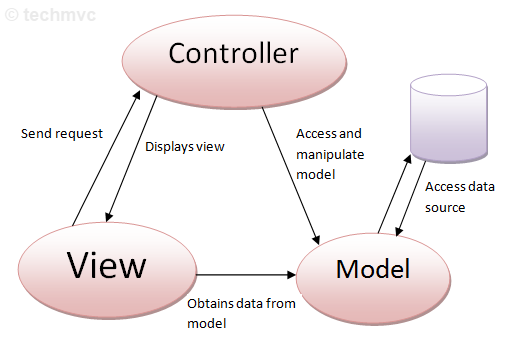 © techmvc
Controller
Send request
Displays view
Access and
manipulate
model
Access data
source
View
Model
Obtains data from
model